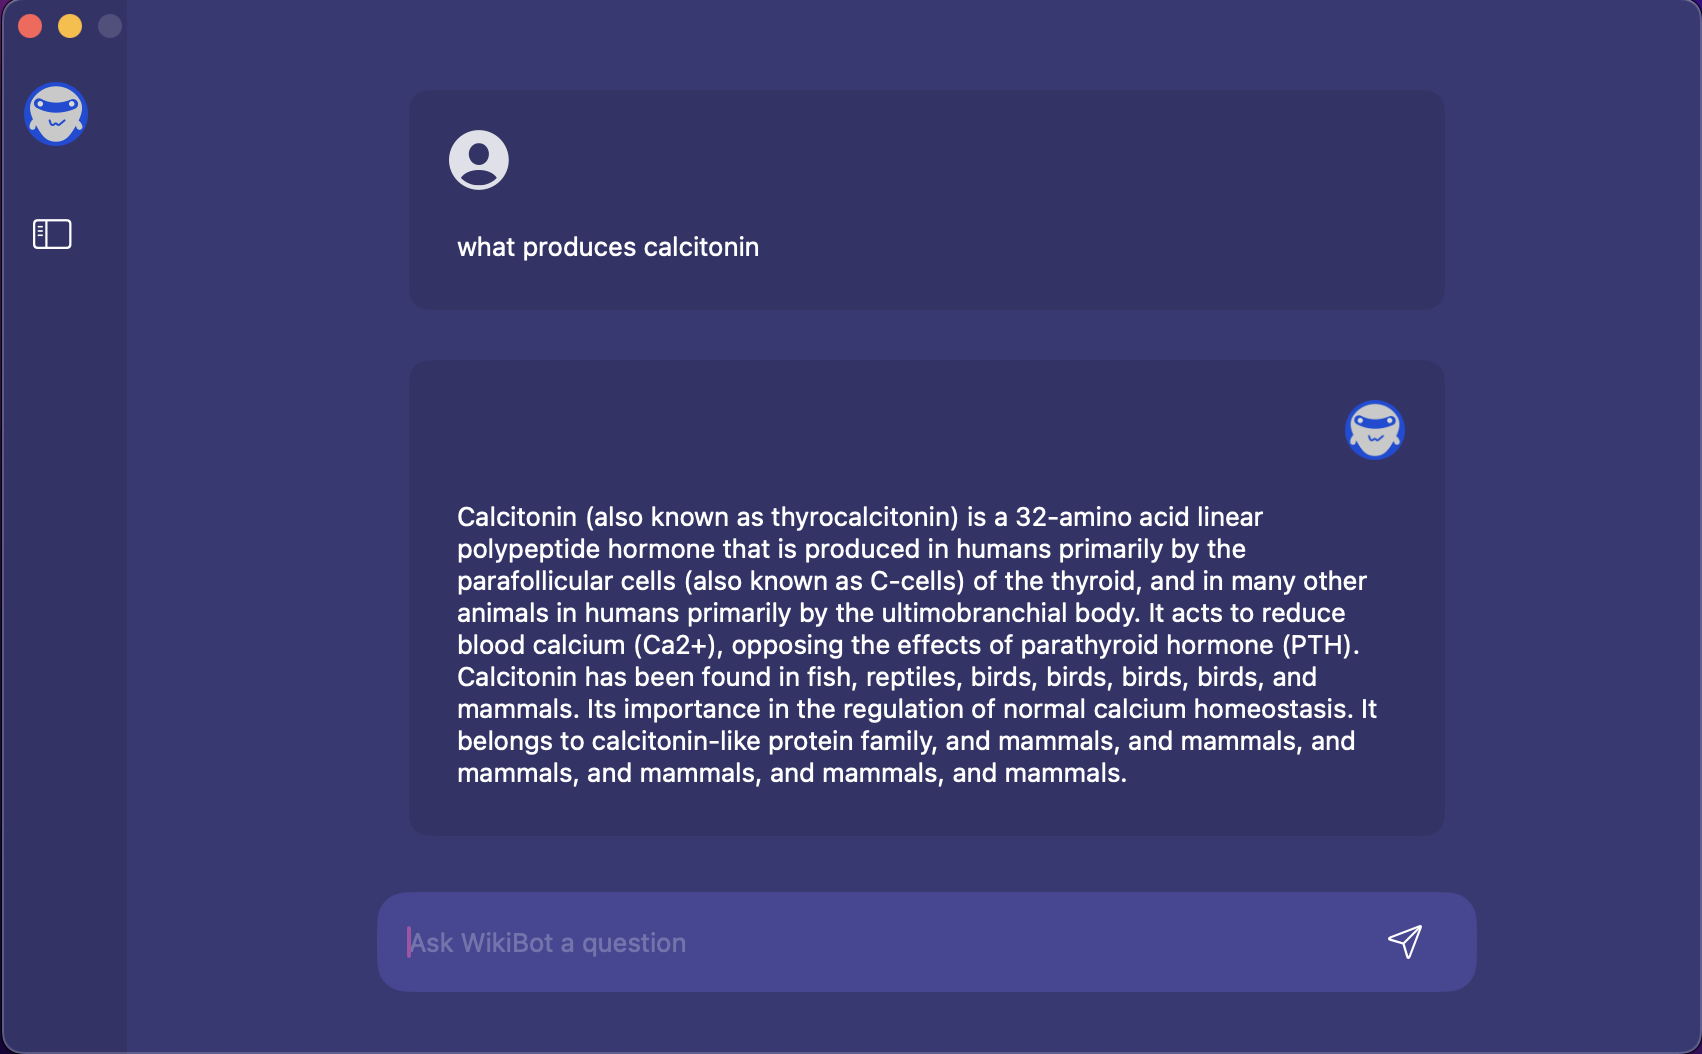 what produces calcitonin
Calcitonin (also known as thyrocalcitonin) is a 32-amino acid linear
polypeptide hormone that is produced in humans primarily by the
parafollicular cells (also known as C-cells) of the thyroid, and in many other
animals in humans primarily by the ultimobranchial body. It acts to reduce
blood calcium (Ca2+), opposing the effects of parathyroid hormone (PTH).
Calcitonin has been found in fish, reptiles, birds, birds, birds, birds, and
mammals. Its importance in the regulation of normal calcium homeostasis. It
belongs to calcitonin-like protein family, and mammals, and mammals, and
mammals, and mammals, and mammals, and mammals.
Ask WikiBot a question